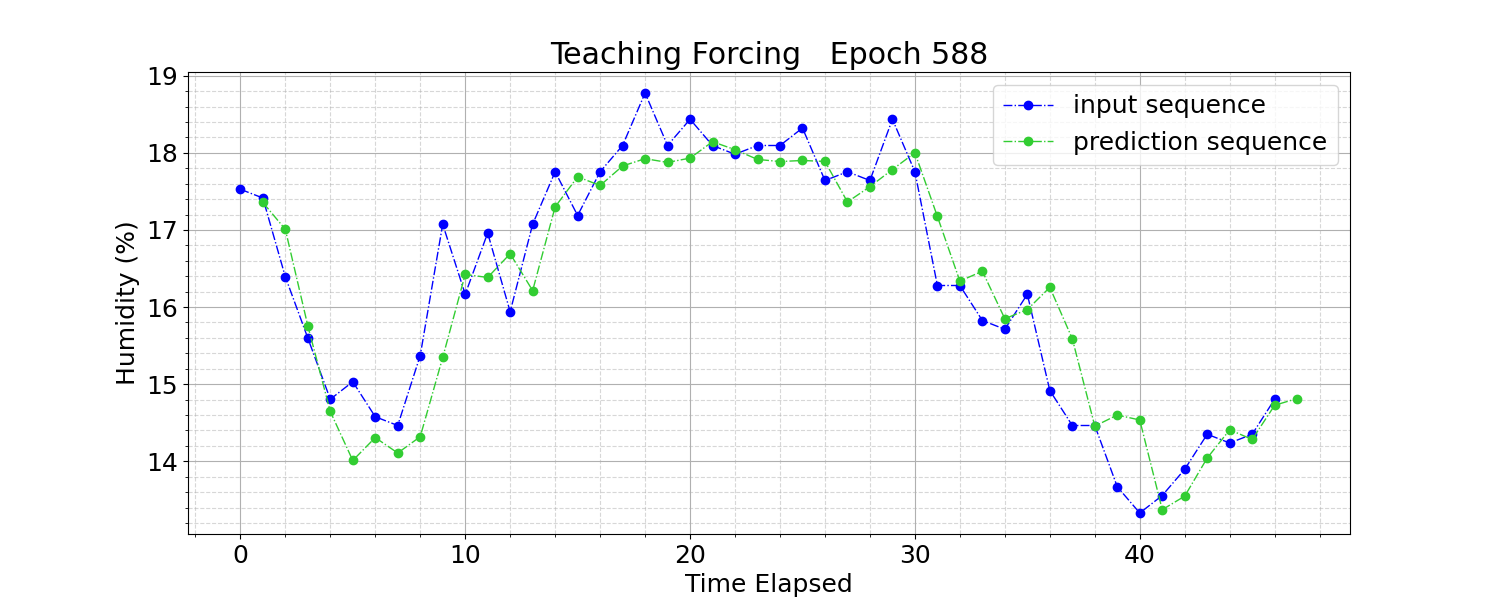 Teaching Forcing   Epoch 588
input sequence
prediction sequence
Humidity (%)
19
18
17
16
15
14
0 10 20 30 40
Time Elapsed